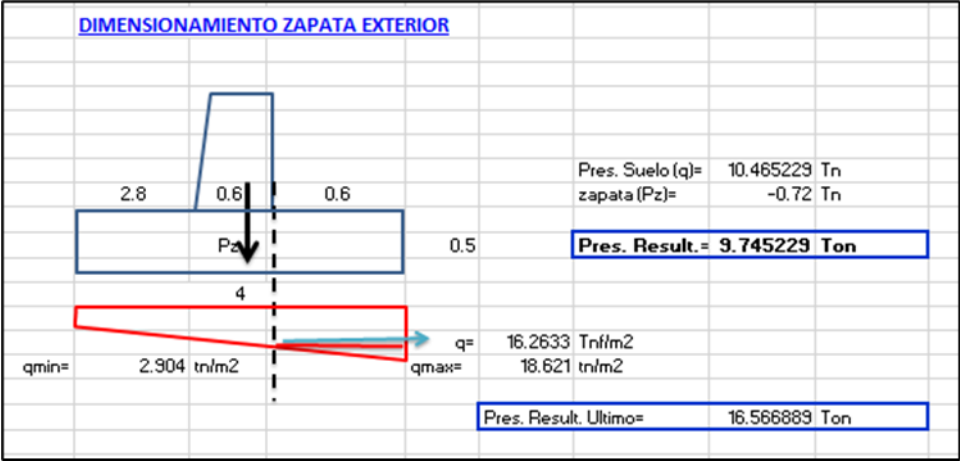 DIMENSIONAMIENTO ZAPATA EXTERIOR
Pres. Suelo (q)= 10.465229 Tn
2.8 0.6 0.6 zapata (Pz)= -0.72 Tn
Pz 0.5 Pres. Result.= 9.745229 Ton
4
q= 16.2633 Tnf/m2
qmin= 2.904 tn/m2 qmax= 18.621 tn/m2
Pres. Result. Ultimo= 16.566889 Ton